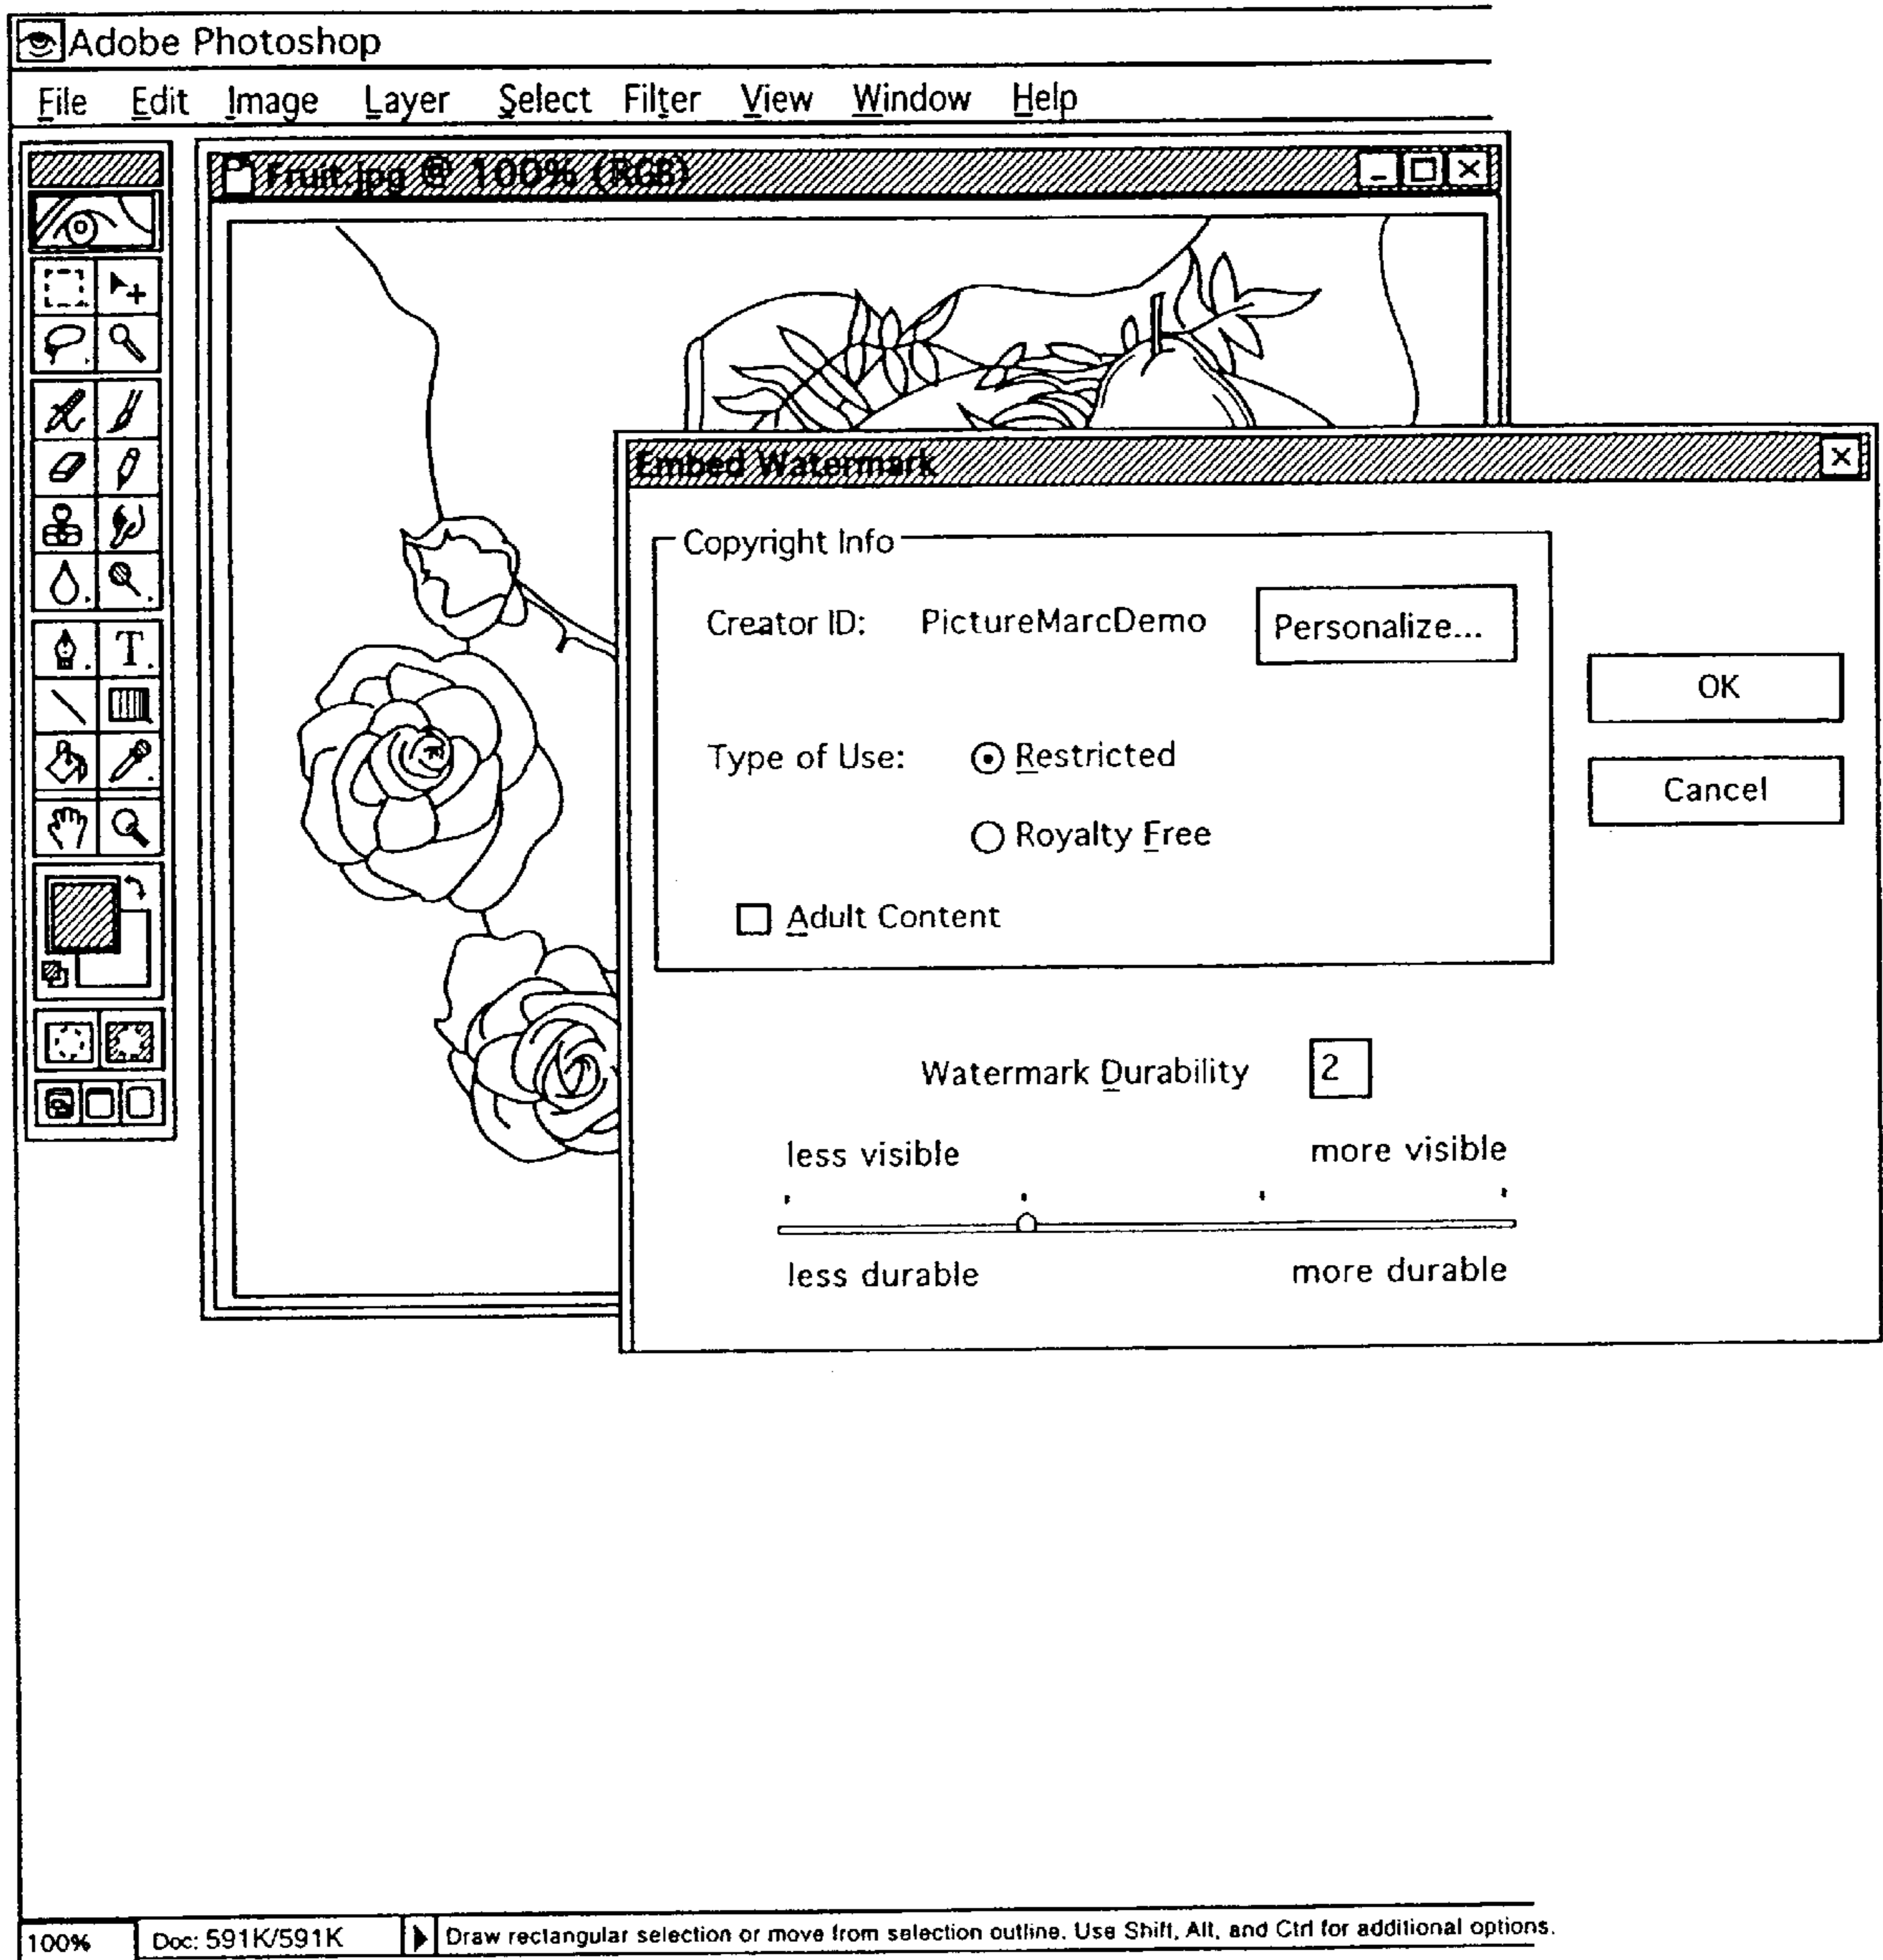 Adobe Photoshop
File Edit Image Layer Select Filter View Window Help
Fruit.jpg @ 100% (RGB)
T
Embed Watermark
Copyright Info
Creator ID: PictureMarcDemo Personalize...
OK
Type of Use: Restricted
Cancel
Royalty Free
Adult Content
Watermark Durability 2
less visible more visible
less durable more durable
100% Doc: 591K/591K Draw rectangular selection or move from selection outline. Use Shift, Alt, and Ctrl for additional options.